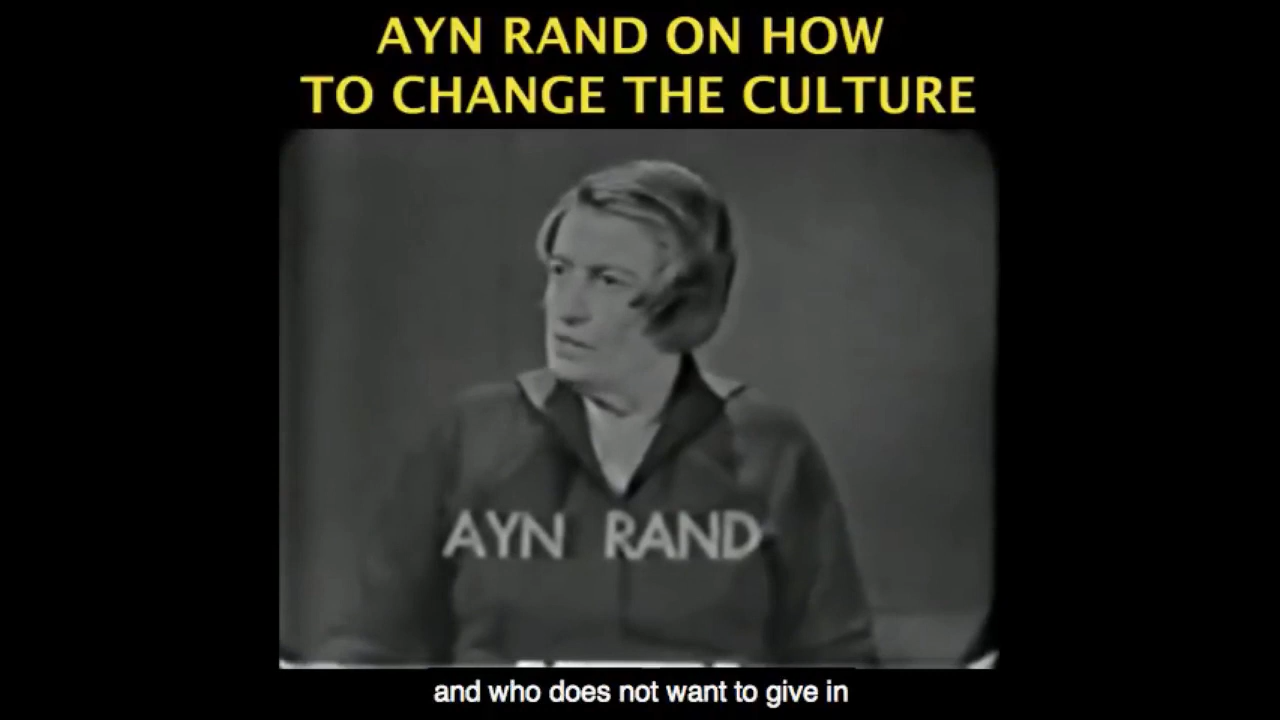 AYN RAND ON HOW
TO CHANGE THE CULTURE
AYN RAND
and who does not want to give in